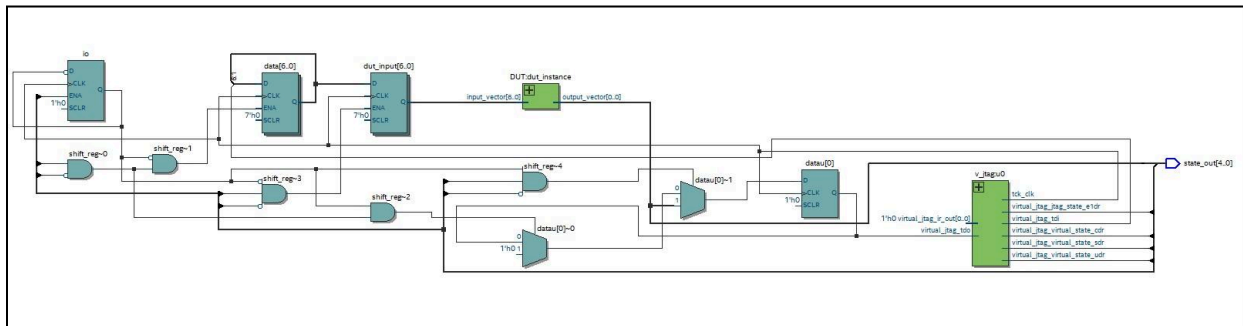 io
D
CLK
ENA
1'h0
SCLR
Q
data[6..0]
6:1
D
CLK
ENA
7'h0
SCLR
Q
dut_input[6..0]
D
CLK
ENA
7'h0
SCLR
Q
DUT:dut_instance
input_vector[6..0]
output_vector[0..0]
shift_reg~0
shift_reg~1
shift_reg~3
shift_reg~2
shift_reg~4
datau[0]~1
0
1
datau[0]
D
CLK
1'h0
SCLR
Q
datau[0]~0
0
1'h0 1
v_jtag:u0
1'h0 virtual_jtag_ir_out[0..0]
virtual_jtag_tdo
tck_clk
virtual_jtag_jtag_state_e1dr
virtual_jtag_tdi
virtual_jtag_virtual_state_cdr
virtual_jtag_virtual_state_sdr
virtual_jtag_virtual_state_udr
state_out[4..0]